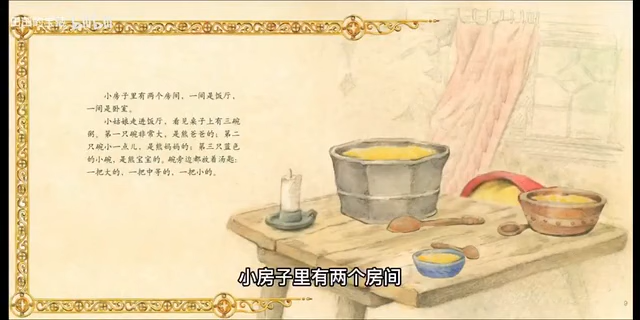 小房子里有两个房间，一间是饭厅，
一间是卧室。
小姑娘走进饭厅，看见桌子上有三碗
粥。第一只碗非常大，是熊爸爸的；第二
只碗小一点儿，是熊妈妈的；第三只蓝色
的小碗，是熊宝宝的。碗旁边都放着汤匙：
一把大的、一把中等的、一把小的。
小房子里有两个房间